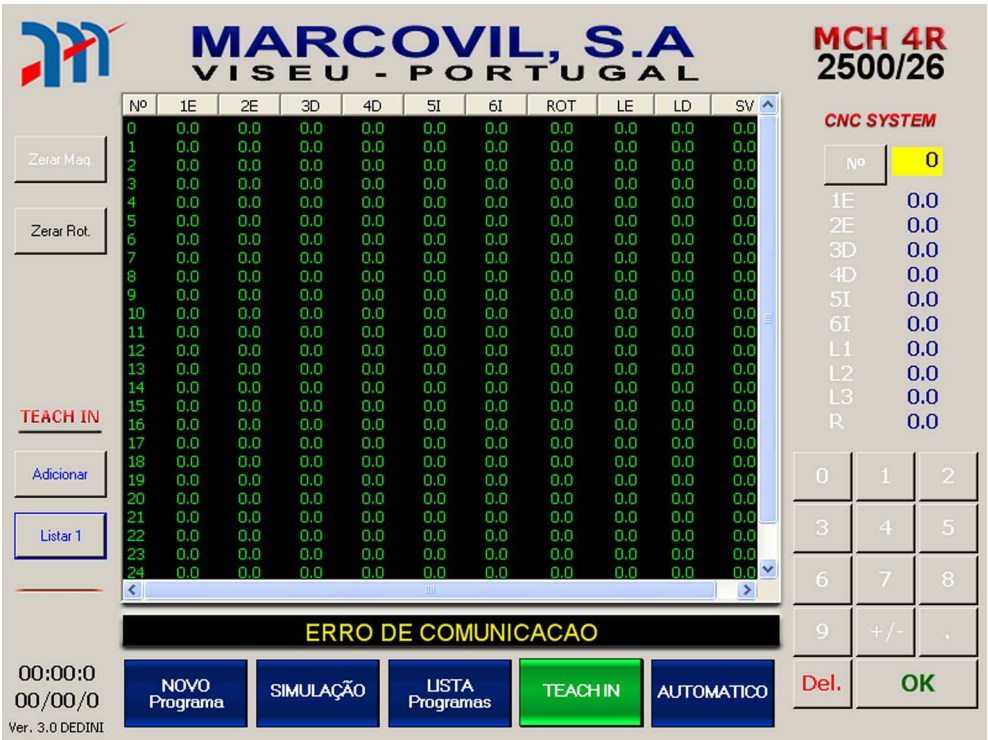 MARCOVIL, S.A
VISEU - PORTUGAL
MCH 4R
2500/26
CNC SYSTEM
Zerar Maq.
Zerar Rot.
TEACH IN
Adicionar
Listar 1
Nº 1E 2E 3D 4D 5I 6I ROT LE LD SV
0 0.0 0.0 0.0 0.0 0.0 0.0 0.0 0.0 0.0 0.0
1 0.0 0.0 0.0 0.0 0.0 0.0 0.0 0.0 0.0 0.0
2 0.0 0.0 0.0 0.0 0.0 0.0 0.0 0.0 0.0 0.0
3 0.0 0.0 0.0 0.0 0.0 0.0 0.0 0.0 0.0 0.0
4 0.0 0.0 0.0 0.0 0.0 0.0 0.0 0.0 0.0 0.0
5 0.0 0.0 0.0 0.0 0.0 0.0 0.0 0.0 0.0 0.0
6 0.0 0.0 0.0 0.0 0.0 0.0 0.0 0.0 0.0 0.0
7 0.0 0.0 0.0 0.0 0.0 0.0 0.0 0.0 0.0 0.0
8 0.0 0.0 0.0 0.0 0.0 0.0 0.0 0.0 0.0 0.0
9 0.0 0.0 0.0 0.0 0.0 0.0 0.0 0.0 0.0 0.0
10 0.0 0.0 0.0 0.0 0.0 0.0 0.0 0.0 0.0 0.0
11 0.0 0.0 0.0 0.0 0.0 0.0 0.0 0.0 0.0 0.0
12 0.0 0.0 0.0 0.0 0.0 0.0 0.0 0.0 0.0 0.0
13 0.0 0.0 0.0 0.0 0.0 0.0 0.0 0.0 0.0 0.0
14 0.0 0.0 0.0 0.0 0.0 0.0 0.0 0.0 0.0 0.0
15 0.0 0.0 0.0 0.0 0.0 0.0 0.0 0.0 0.0 0.0
16 0.0 0.0 0.0 0.0 0.0 0.0 0.0 0.0 0.0 0.0
17 0.0 0.0 0.0 0.0 0.0 0.0 0.0 0.0 0.0 0.0
18 0.0 0.0 0.0 0.0 0.0 0.0 0.0 0.0 0.0 0.0
19 0.0 0.0 0.0 0.0 0.0 0.0 0.0 0.0 0.0 0.0
20 0.0 0.0 0.0 0.0 0.0 0.0 0.0 0.0 0.0 0.0
21 0.0 0.0 0.0 0.0 0.0 0.0 0.0 0.0 0.0 0.0
22 0.0 0.0 0.0 0.0 0.0 0.0 0.0 0.0 0.0 0.0
23 0.0 0.0 0.0 0.0 0.0 0.0 0.0 0.0 0.0 0.0
24 0.0 0.0 0.0 0.0 0.0 0.0 0.0 0.0 0.0 0.0
Nº 0
1E 0.0
2E 0.0
3D 0.0
4D 0.0
5I 0.0
6I 0.0
L1 0.0
L2 0.0
L3 0.0
R 0.0
0 1 2
3 4 5
6 7 8
9 +/- .
Del. OK
ERRO DE COMUNICACAO
NOVO
Programa
SIMULAÇÃO
LISTA
Programas
TEACH IN
AUTOMATICO
00:00:0
00/00/0
Ver. 3.0 DEDINI